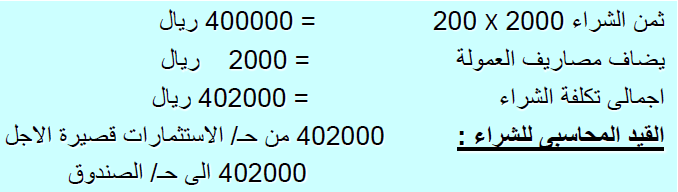 ثمن الشراء 2000 X 200 = 400000 ريال
يضاف مصاريف العمولة = 2000 ريال
اجمالى تكلفة الشراء = 402000 ريال
القيد المحاسبي للشراء : 402000 من حـ/ الاستثمارات قصيرة الاجل
402000 الى حـ/ الصندوق